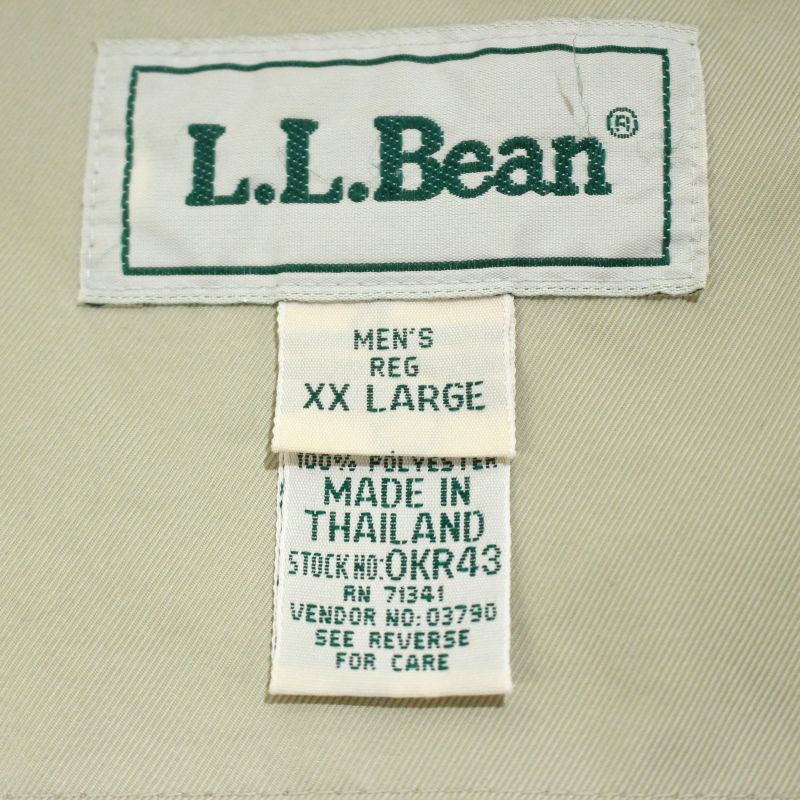 L.L.Bean®
MEN'S
REG
XX LARGE
100% POLYESTER
MADE IN
THAILAND
STOCK NO: OKR43
RN 71341
VENDOR NO: 03790
SEE REVERSE
FOR CARE